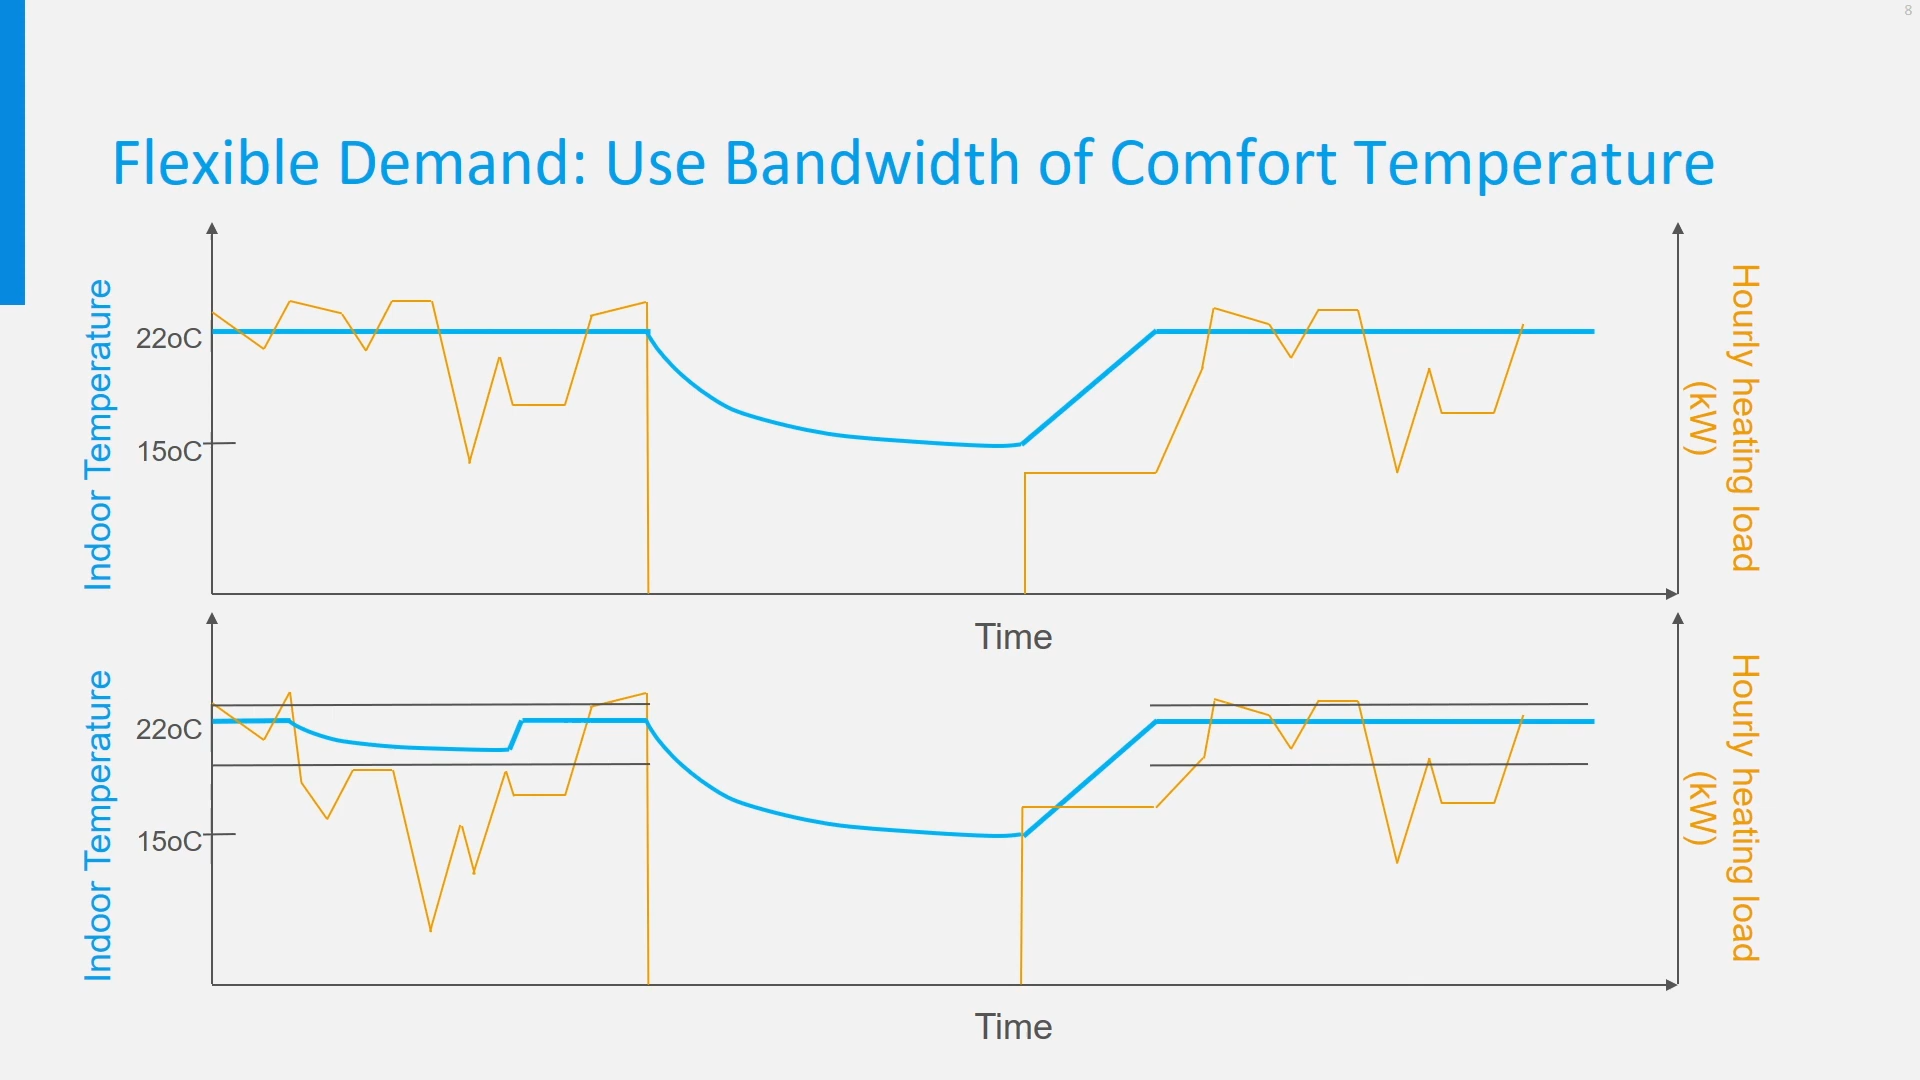 8
Flexible Demand: Use Bandwidth of Comfort Temperature
Indoor Temperature
22oC
15oC
Hourly heating load
(kW)
Time
Indoor Temperature
22oC
15oC
Hourly heating load
(kW)
Time